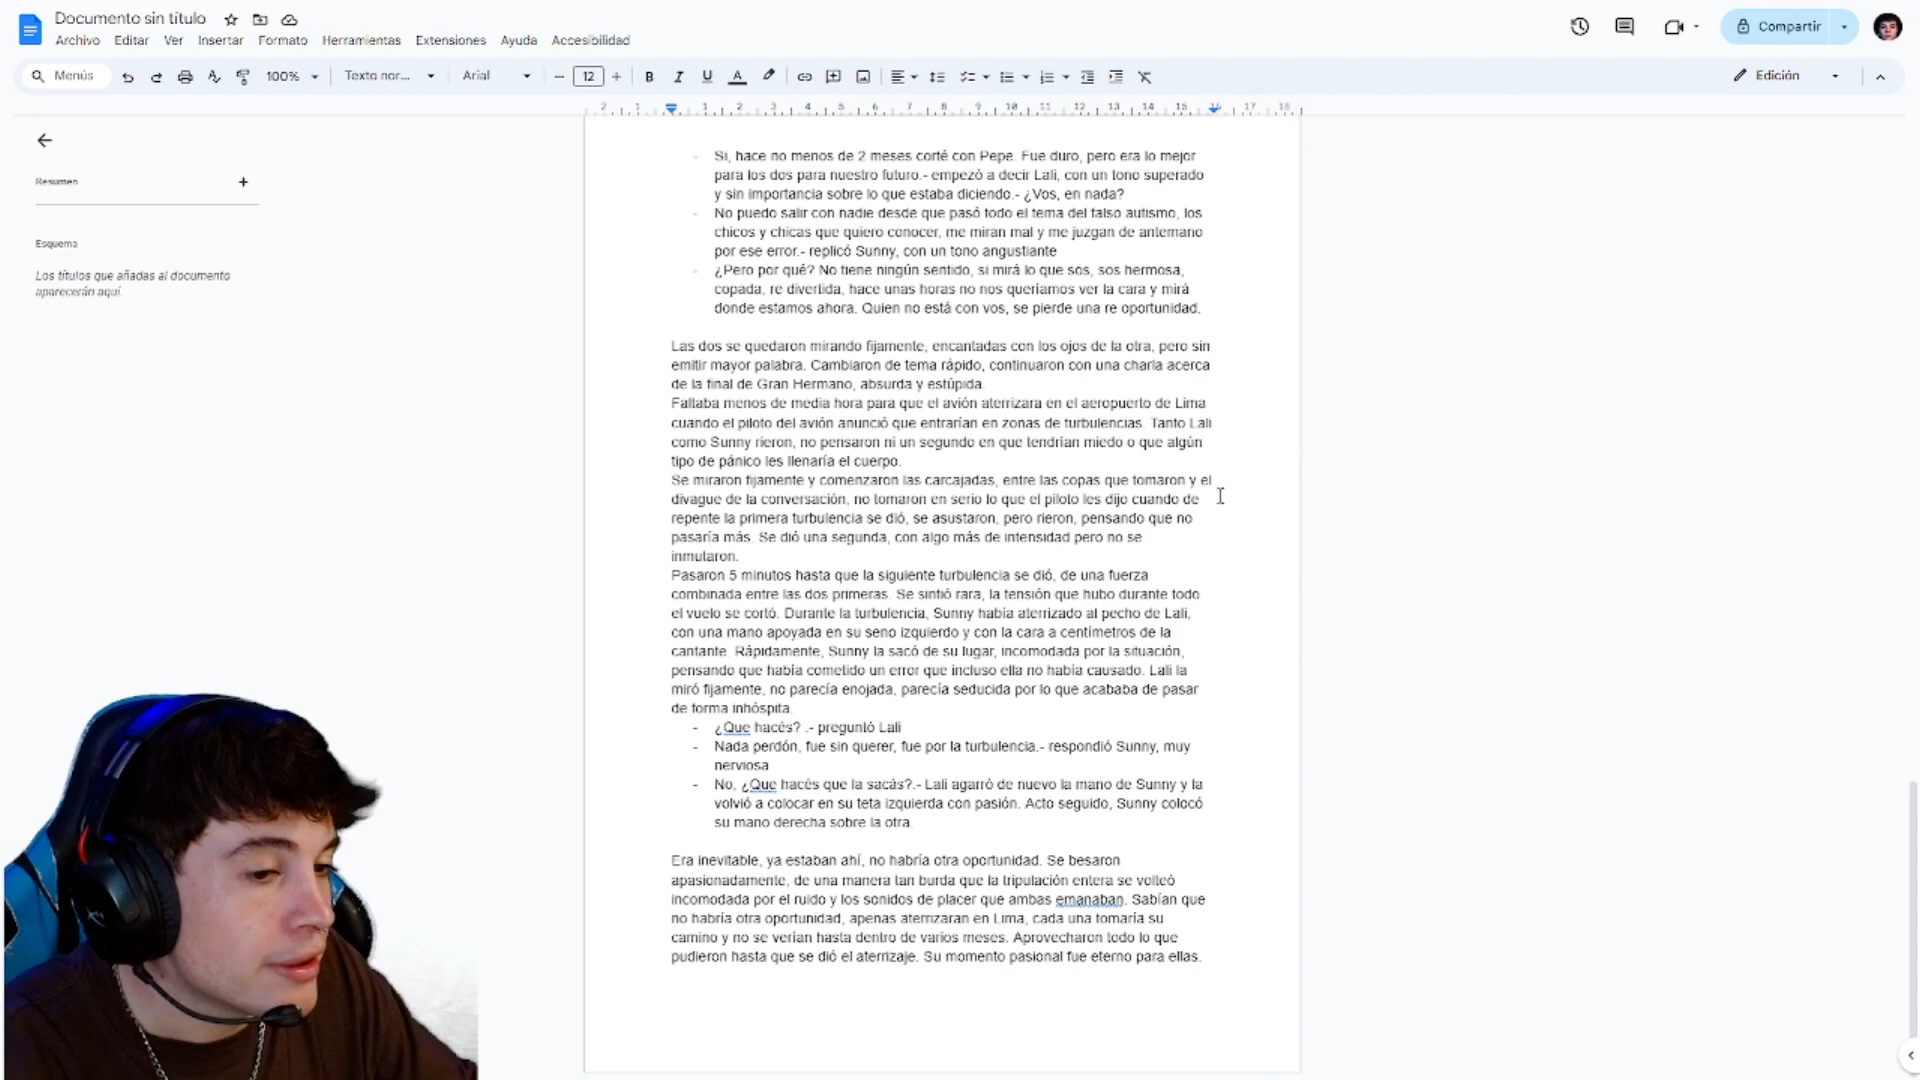 Documento sin título
Archivo Editar Ver Insertar Formato Herramientas Extensiones Ayuda Accesibilidad
Compartir
Menús 100% Texto nor... Arial 12 B I U A Edición
2 1 1 2 3 4 5 6 7 8 9 10 11 12 13 14 15 16 17 18
Resumen
Esquema
Los títulos que añadas al documento
aparecerán aquí.
- Si, hace no menos de 2 meses corté con Pepe. Fue duro, pero era lo mejor
para los dos para nuestro futuro.- empezó a decir Lali, con un tono superado
y sin importancia sobre lo que estaba diciendo.- ¿Vos, en nada?
- No puedo salir con nadie desde que pasó todo el tema del falso autismo, los
chicos y chicas que quiero conocer, me miran mal y me juzgan de antemano
por ese error.- replicó Sunny, con un tono angustiante
- ¿Pero por qué? No tiene ningún sentido, si mirá lo que sos, sos hermosa,
copada, re divertida, hace unas horas no nos queríamos ver la cara y mirá
donde estamos ahora. Quien no está con vos, se pierde una re oportunidad.
Las dos se quedaron mirando fijamente, encantadas con los ojos de la otra, pero sin
emitir mayor palabra. Cambiaron de tema rápido, continuaron con una charla acerca
de la final de Gran Hermano, absurda y estúpida.
Faltaba menos de media hora para que el avión aterrizara en el aeropuerto de Lima
cuando el piloto del avión anunció que entrarían en zonas de turbulencias. Tanto Lali
como Sunny rieron, no pensaron ni un segundo en que tendrían miedo o que algún
tipo de pánico les llenaría el cuerpo.
Se miraron fijamente y comenzaron las carcajadas, entre las copas que tomaron y el
divague de la conversación, no tomaron en serio lo que el piloto les dijo cuando de
repente la primera turbulencia se dió, se asustaron, pero rieron, pensando que no
pasaría más. Se dió una segunda, con algo más de intensidad pero no se
inmutaron.
Pasaron 5 minutos hasta que la siguiente turbulencia se dió, de una fuerza
combinada entre las dos primeras. Se sintió rara, la tensión que hubo durante todo
el vuelo se cortó. Durante la turbulencia, Sunny había aterrizado al pecho de Lali,
con una mano apoyada en su seno izquierdo y con la cara a centímetros de la
cantante. Rápidamente, Sunny la sacó de su lugar, incomodada por la situación,
pensando que había cometido un error que incluso ella no había causado. Lali la
miró fijamente, no parecía enojada, parecía seducida por lo que acababa de pasar
de forma inhóspita.
- ¿Que hacés? .- preguntó Lali
- Nada perdón, fue sin querer, fue por la turbulencia.- respondió Sunny, muy
nerviosa
- No, ¿Que hacés que la sacás?.- Lali agarró de nuevo la mano de Sunny y la
volvió a colocar en su teta izquierda con pasión. Acto seguido, Sunny colocó
su mano derecha sobre la otra.
Era inevitable, ya estaban ahí, no habría otra oportunidad. Se besaron
apasionadamente, de una manera tan burda que la tripulación entera se volteó
incomodada por el ruido y los sonidos de placer que ambas emanaban. Sabían que
no habría otra oportunidad, apenas aterrizaran en Lima, cada una tomaría su
camino y no se verían hasta dentro de varios meses. Aprovecharon todo lo que
pudieron hasta que se dió el aterrizaje. Su momento pasional fue eterno para ellas.